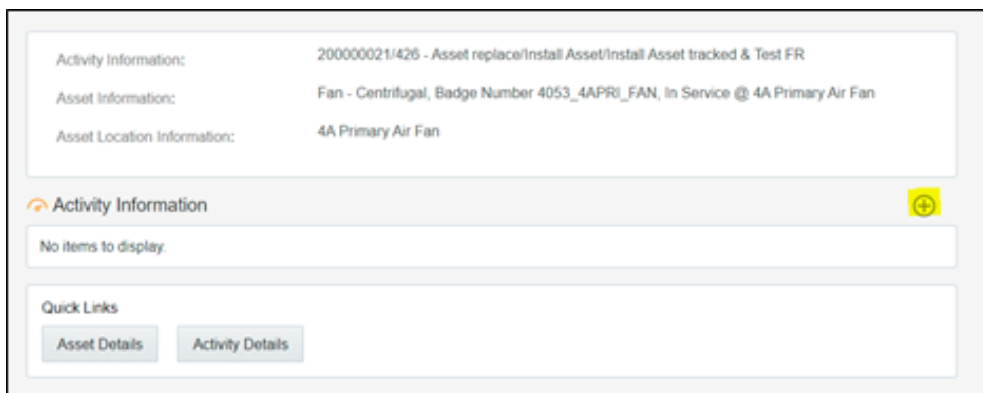 Activity Information: 200000021/426 - Asset replace/Install Asset/Install Asset tracked & Test FR
Asset Information: Fan - Centrifugal, Badge Number 4053_4APRI_FAN, In Service @ 4A Primary Air Fan
Asset Location Information: 4A Primary Air Fan
Activity Information
No items to display.
Quick Links
Asset Details Activity Details